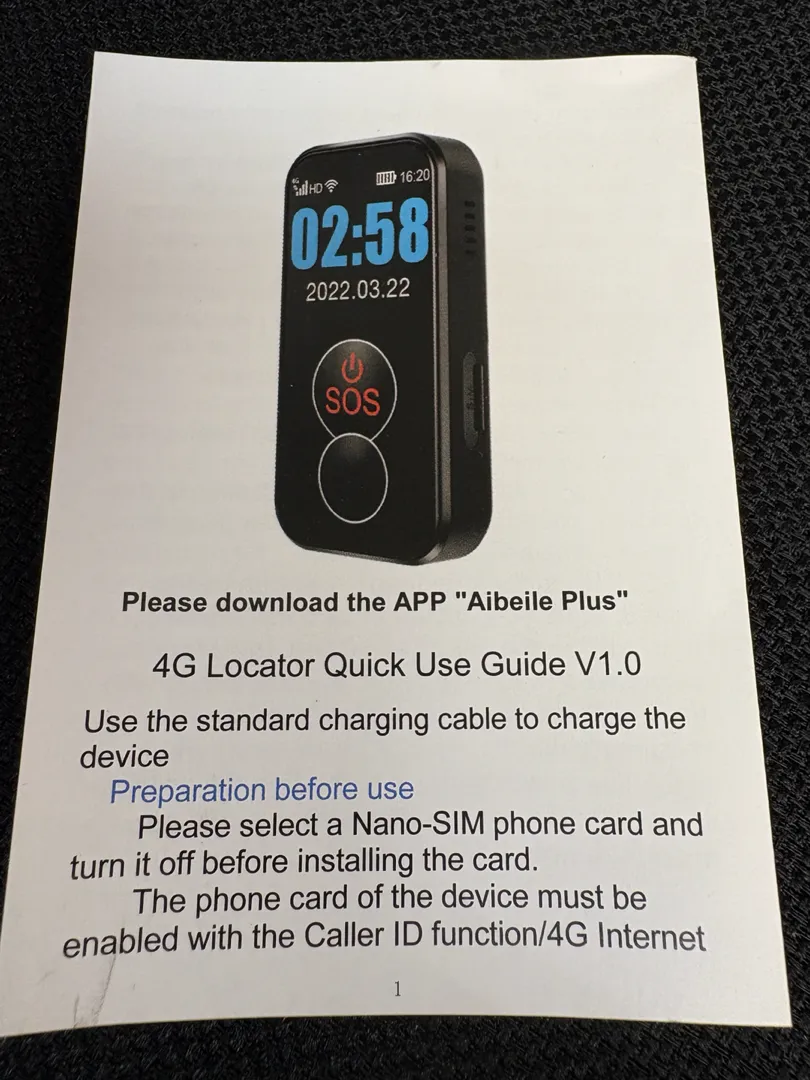 4G HD 16:20
02:58
2022.03.22
SOS
Please download the APP "Aibeile Plus"
4G Locator Quick Use Guide V1.0
Use the standard charging cable to charge the
device
Preparation before use
Please select a Nano-SIM phone card and
turn it off before installing the card.
The phone card of the device must be
enabled with the Caller ID function/4G Internet
1